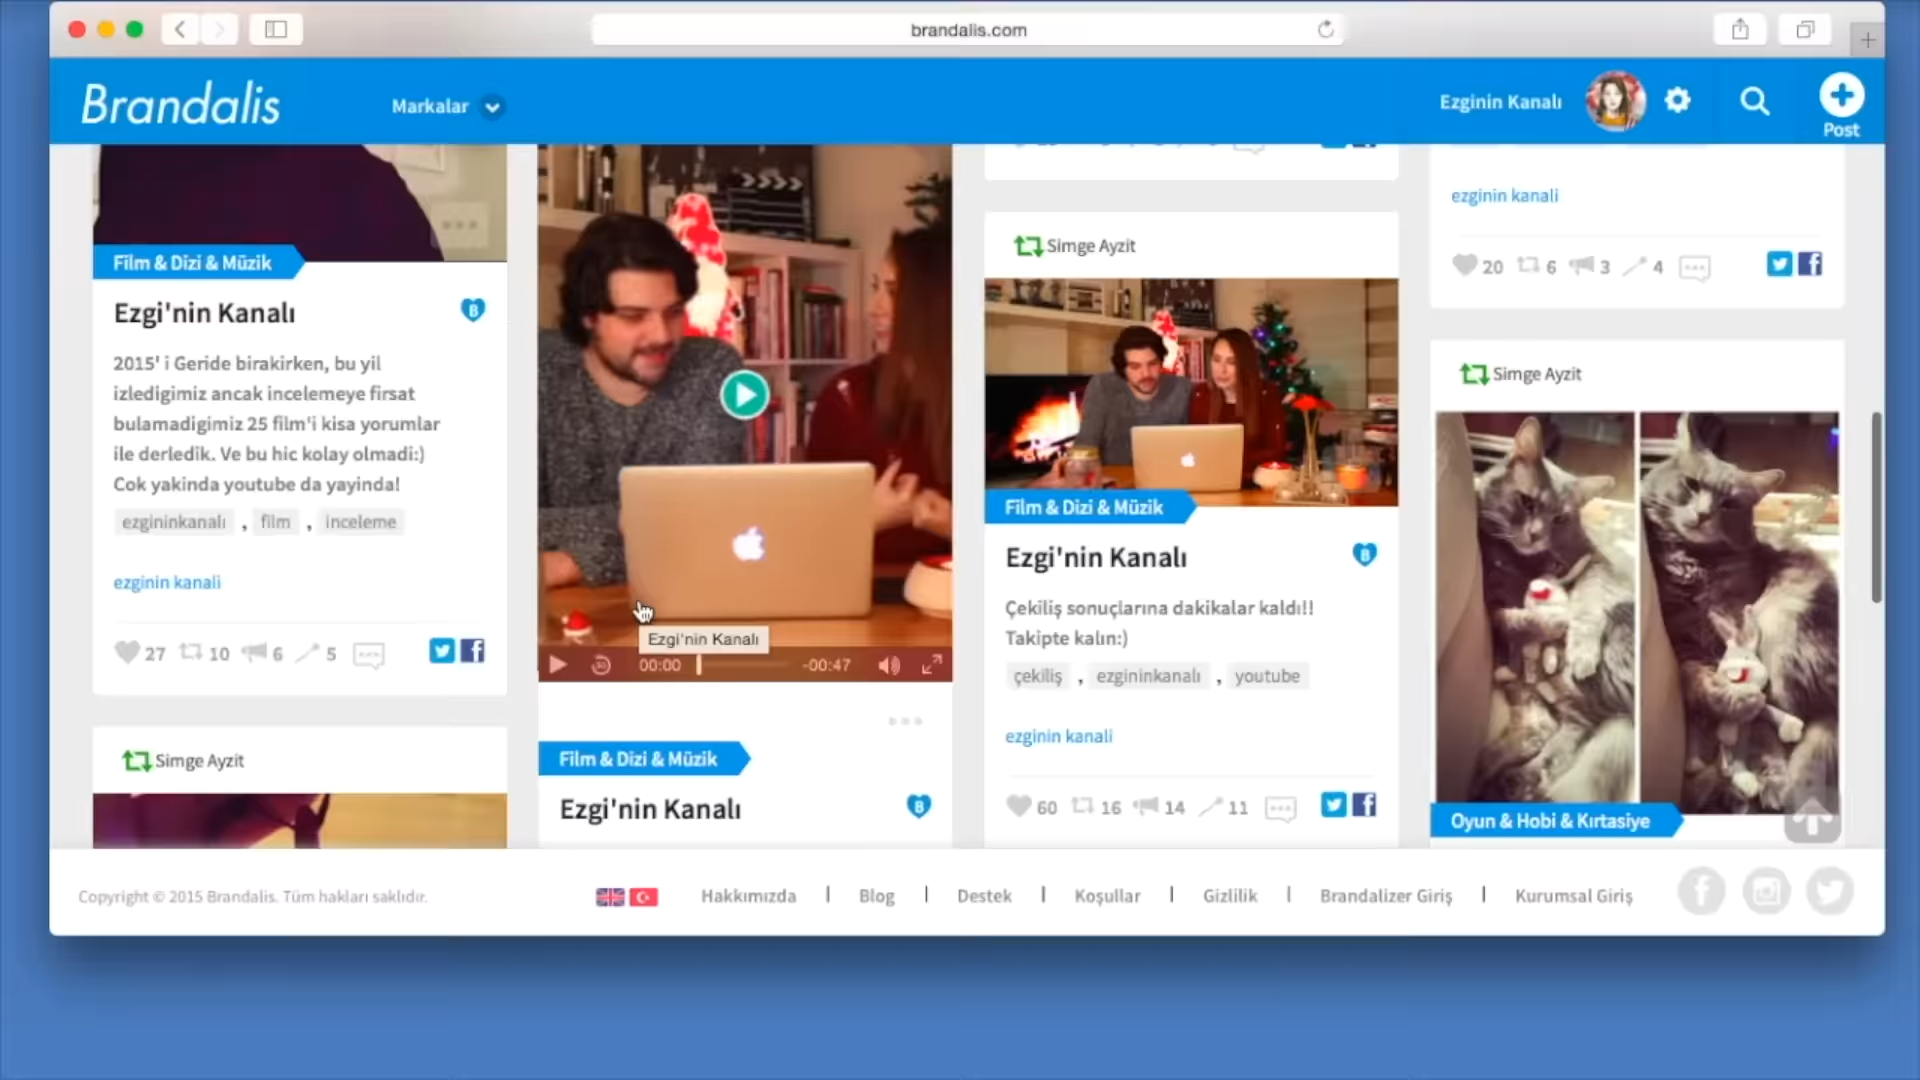 brandalis.com
Brandalis
Markalar
Ezginin Kanalı
Post
Film & Dizi & Müzik
Ezgi'nin Kanalı
2015' i Geride birakirken, bu yil
izledigimiz ancak incelemeye firsat
bulamadigimiz 25 film'i kisa yorumlar
ile derledik. Ve bu hic kolay olmadi:)
Cok yakinda youtube da yayinda!
ezgininkanalı , film , inceleme
ezginin kanali
27 10 6 5
Simge Ayzit
Ezgi'nin Kanalı
00:00 -00:47
Film & Dizi & Müzik
Ezgi'nin Kanalı
Simge Ayzit
Film & Dizi & Müzik
Ezgi'nin Kanalı
Çekiliş sonuçlarına dakikalar kaldı!!
Takipte kalın:)
çekiliş , ezgininkanalı , youtube
ezginin kanali
60 16 14 11
ezginin kanali
20 6 3 4
Simge Ayzit
Oyun & Hobi & Kırtasiye
Copyright © 2015 Brandalis. Tüm hakları saklıdır.
Hakkımızda | Blog | Destek | Koşullar | Gizlilik | Brandalizer Giriş | Kurumsal Giriş